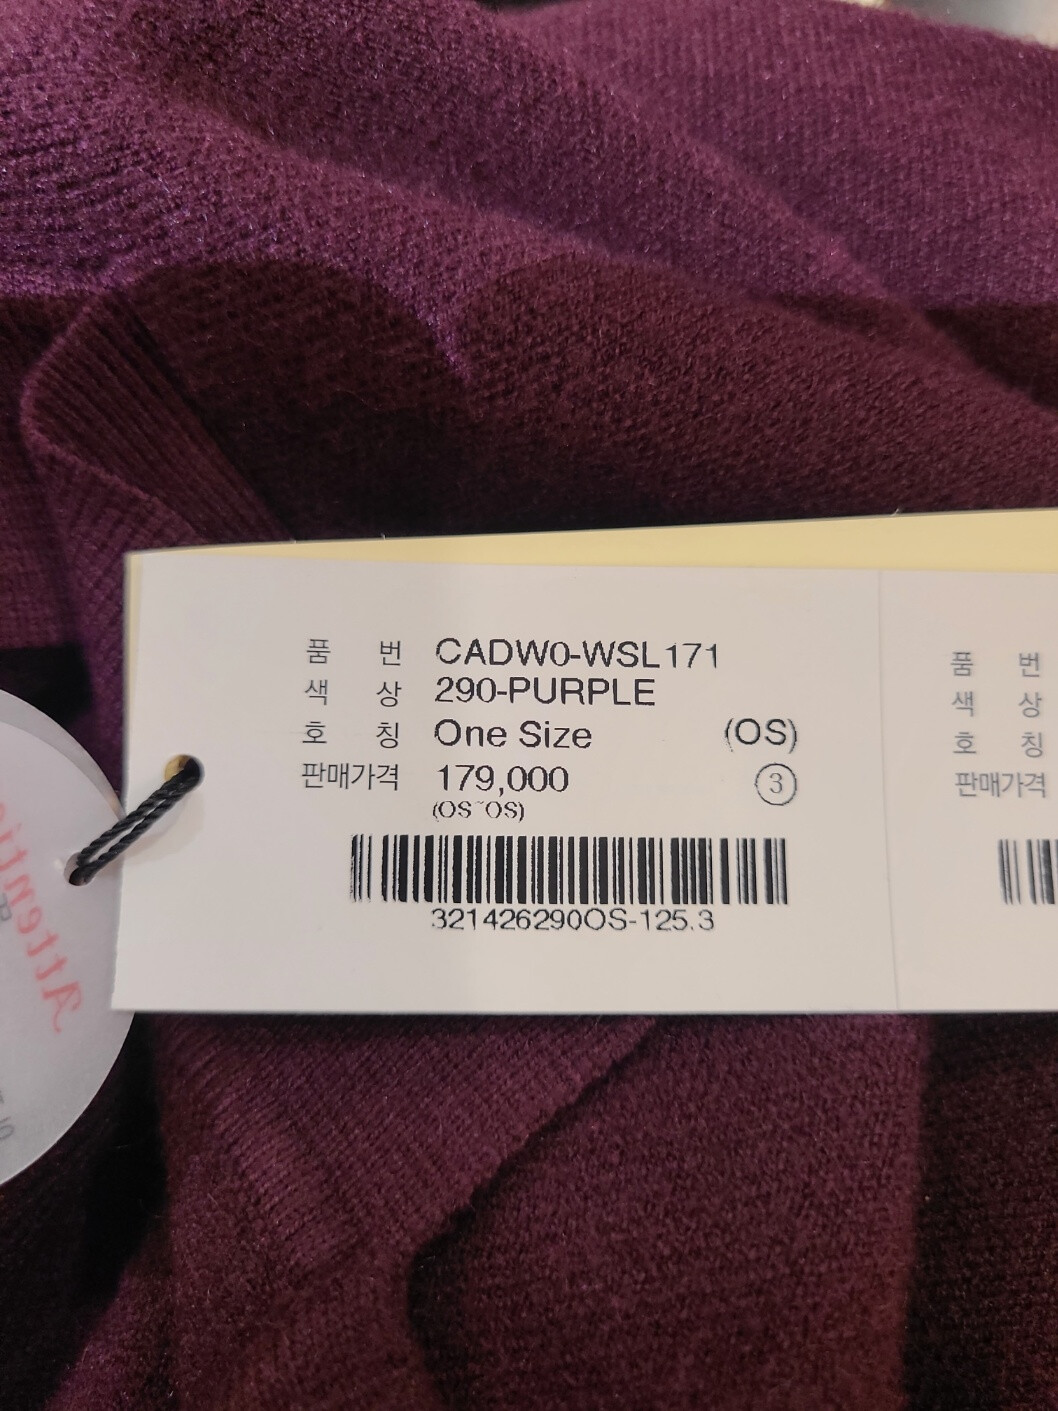 품 번 CADW0-WSL171
색 상 290-PURPLE
호 칭 One Size (OS)
판매가격 179,000 ③
(OS~OS)
321426290OS-125.3
품 번
색 상
호 칭
판매가격
Attenti